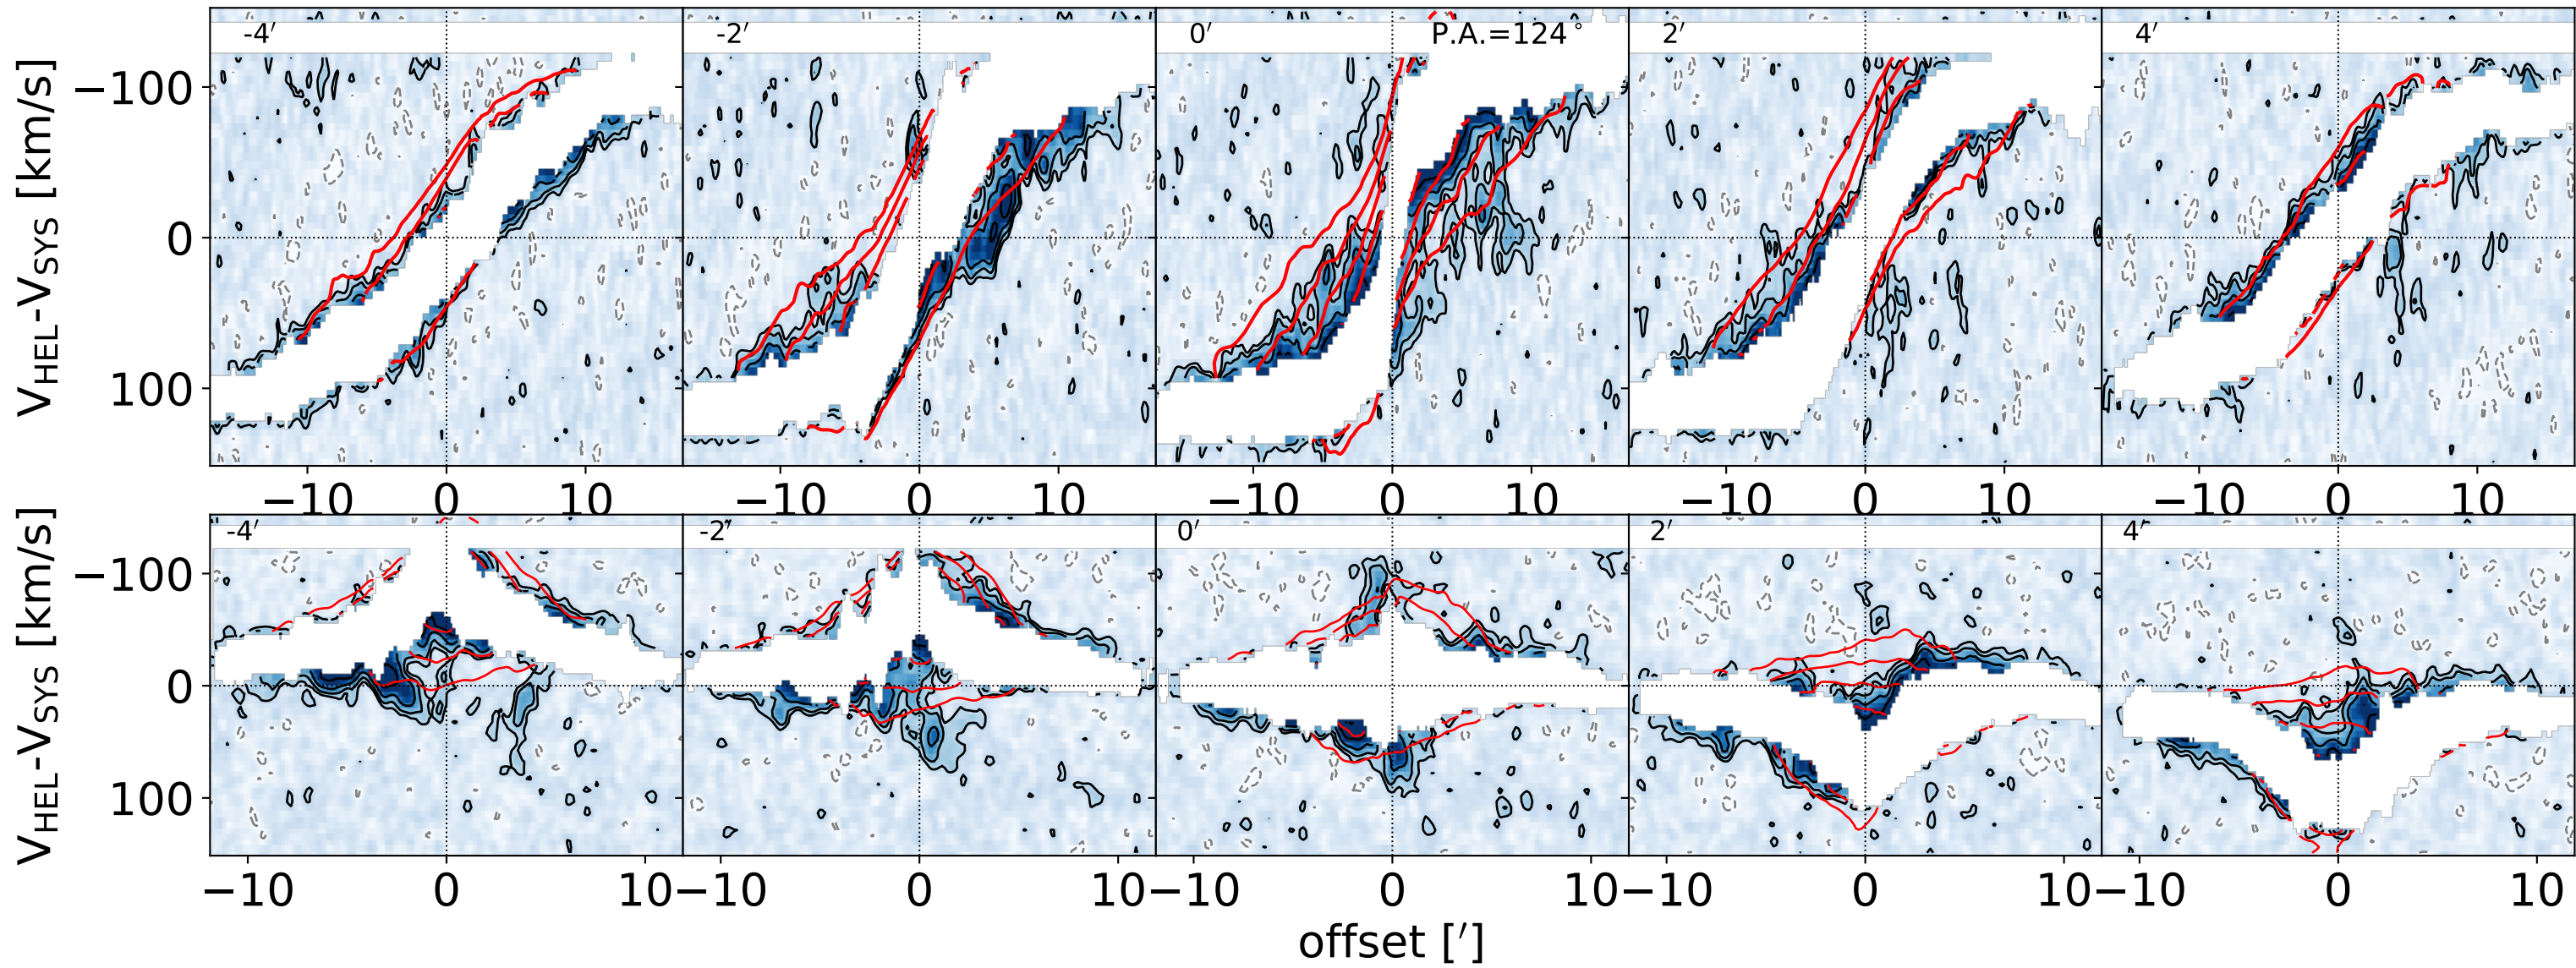 -4′ -2′ 0′ P.A.=124° 2′ 4′
V_HEL-V_SYS [km/s]
−100
0
100
−10 0 10 −10 0 10 −10 0 10 −10 0 10 −10 0 10
-4′ -2′ 0′ 2′ 4′
V_HEL-V_SYS [km/s]
−100
0
100
−10 0 10 −10 0 10 −10 0 10 −10 0 10 −10 0 10
offset [′]